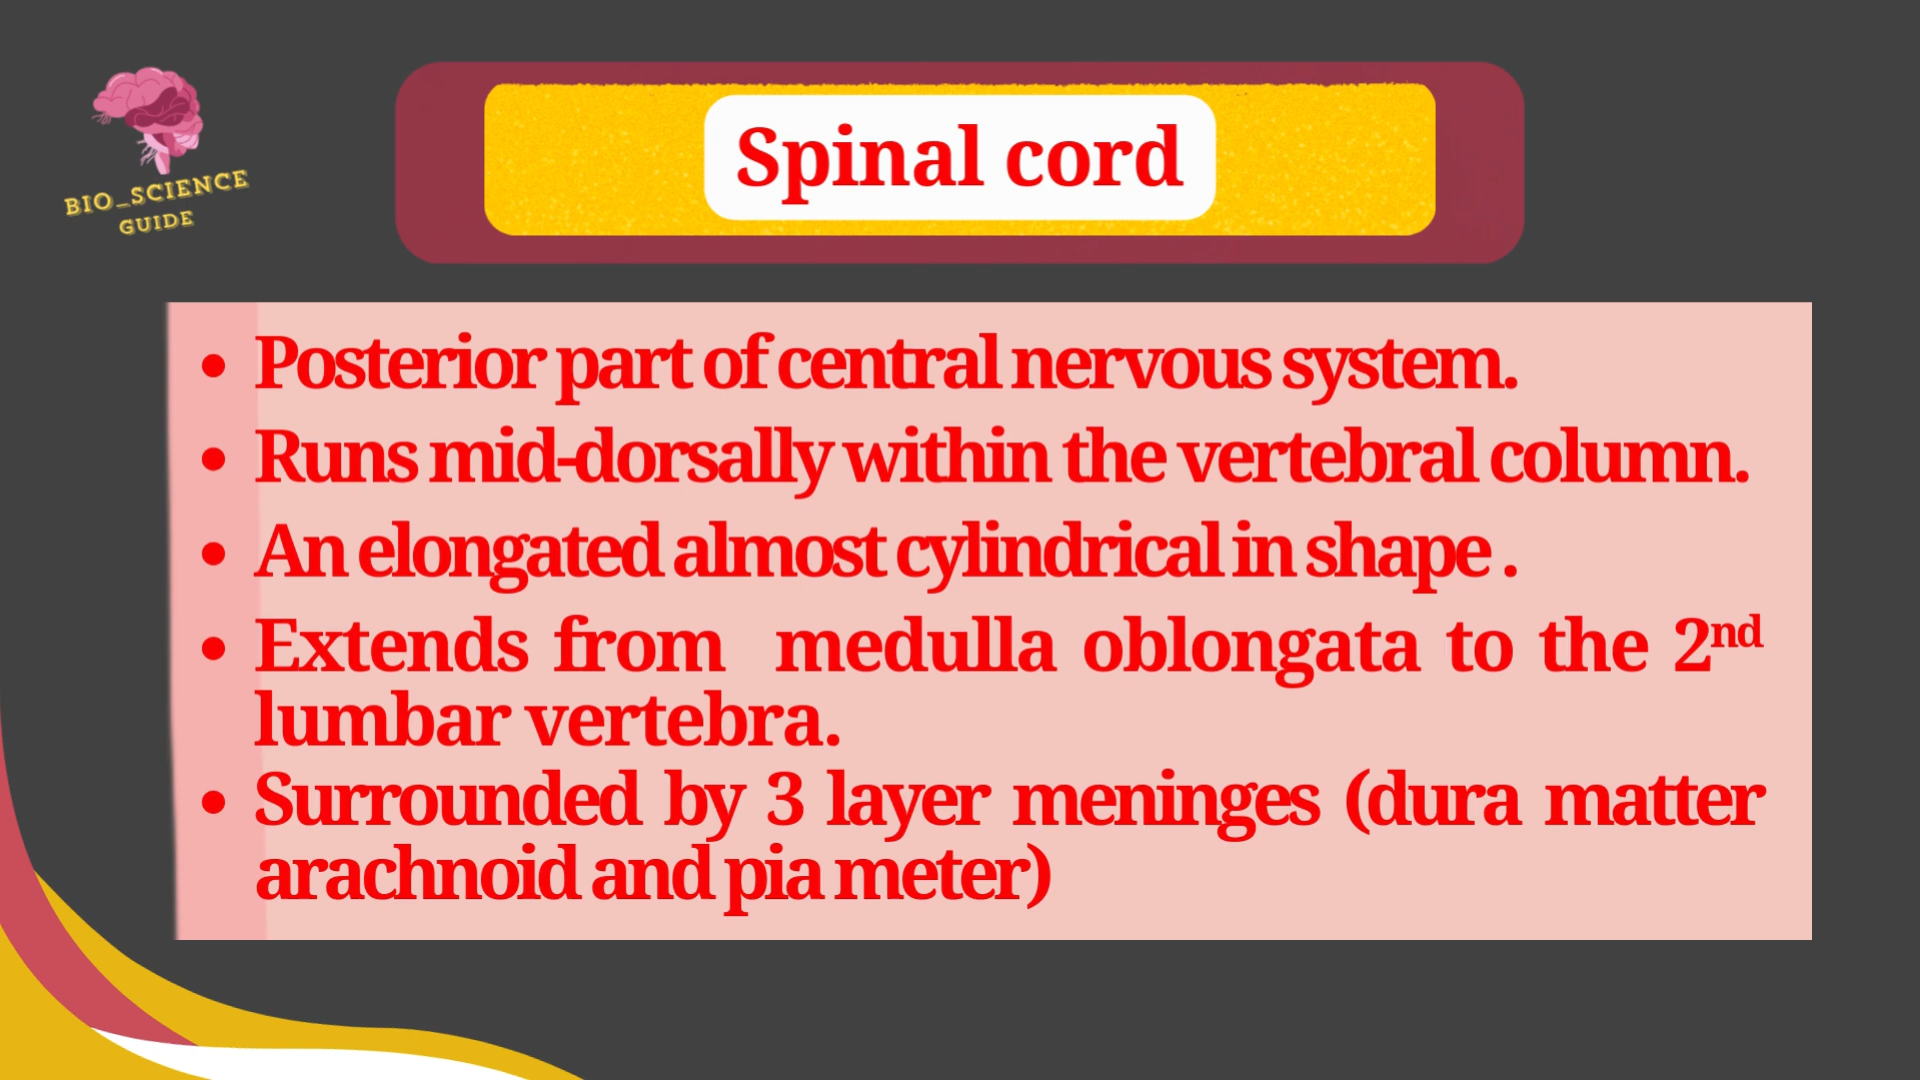 BIO_SCIENCE
GUIDE
Spinal cord
• Posterior part of central nervous system.
• Runs mid-dorsally within the vertebral column.
• An elongated almost cylindrical in shape .
• Extends from medulla oblongata to the 2nd
lumbar vertebra.
• Surrounded by 3 layer meninges (dura matter
arachnoid and pia meter)